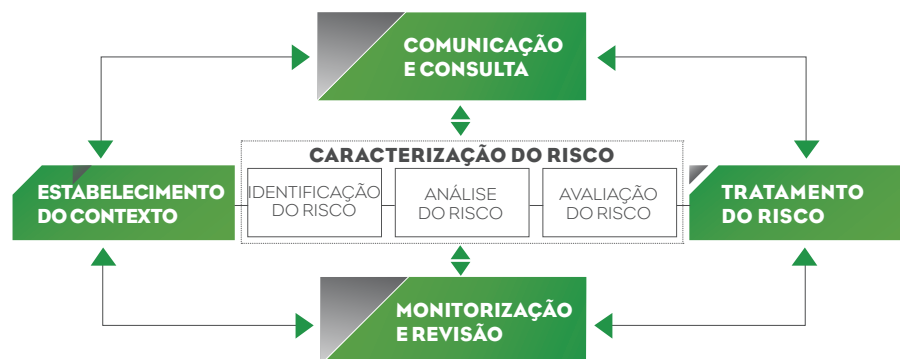 COMUNICAÇÃO
E CONSULTA
CARACTERIZAÇÃO DO RISCO
ESTABELECIMENTO
DO CONTEXTO
IDENTIFICAÇÃO
DO RISCO
ANÁLISE
DO RISCO
AVALIAÇÃO
DO RISCO
TRATAMENTO
DO RISCO
MONITORIZAÇÃO
E REVISÃO